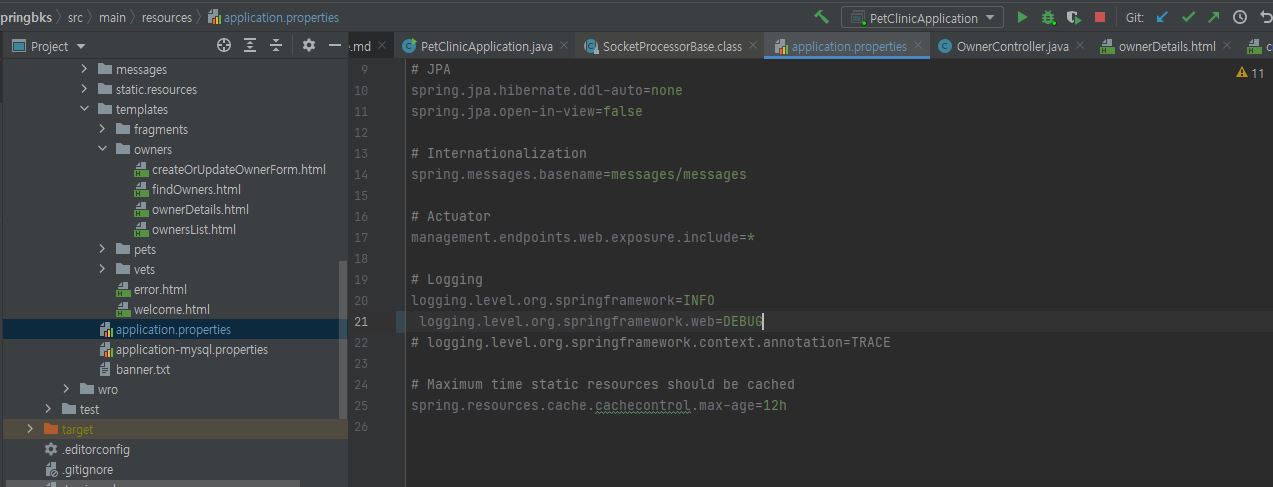 pringbks > src > main > resources > application.properties
PetClinicApplication
Git:
Project
e.md
PetClinicApplication.java
SocketProcessorBase.class
application.properties
OwnerController.java
ownerDetails.html
c
messages
static.resources
templates
fragments
owners
createOrUpdateOwnerForm.html
findOwners.html
ownerDetails.html
ownersList.html
pets
vets
error.html
welcome.html
application.properties
application-mysql.properties
banner.txt
wro
test
target
.editorconfig
.gitignore
11
9 # JPA
10 spring.jpa.hibernate.ddl-auto=none
11 spring.jpa.open-in-view=false
12
13 # Internationalization
14 spring.messages.basename=messages/messages
15
16 # Actuator
17 management.endpoints.web.exposure.include=*
18
19 # Logging
20 logging.level.org.springframework=INFO
21 logging.level.org.springframework.web=DEBUG
22 # logging.level.org.springframework.context.annotation=TRACE
23
24 # Maximum time static resources should be cached
25 spring.resources.cache.cachecontrol.max-age=12h
26